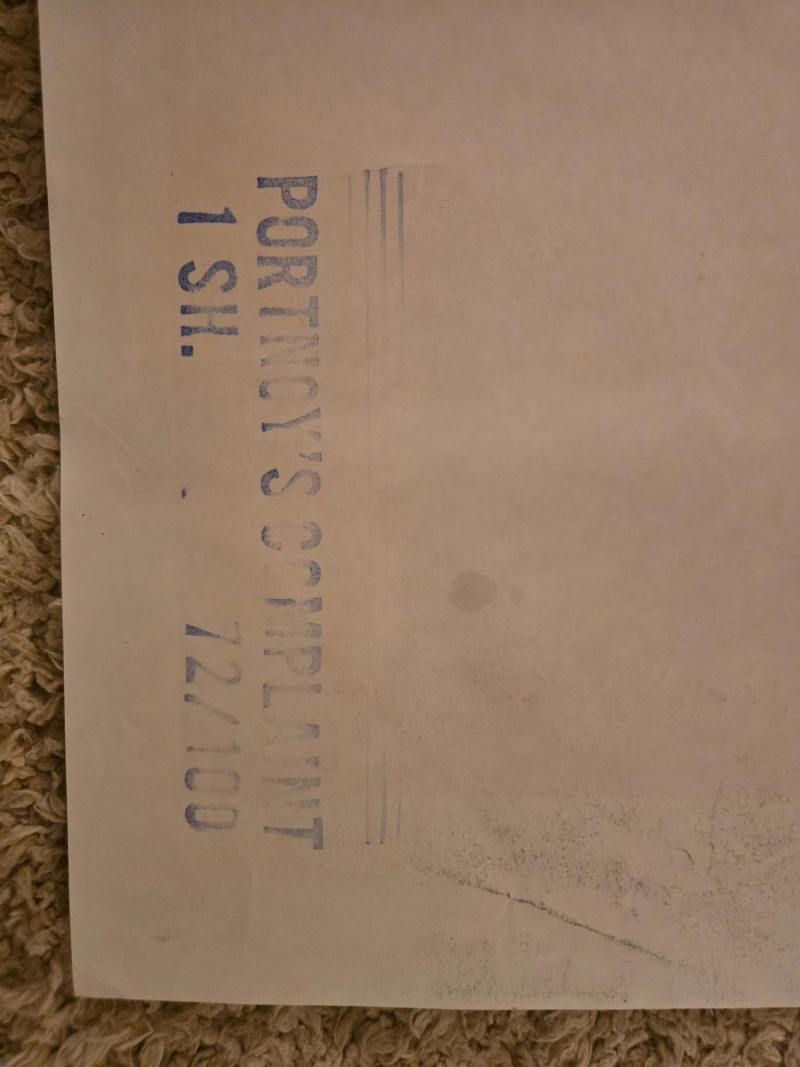 PORTNOY'S COMPLAINT
1 SH. 72/100